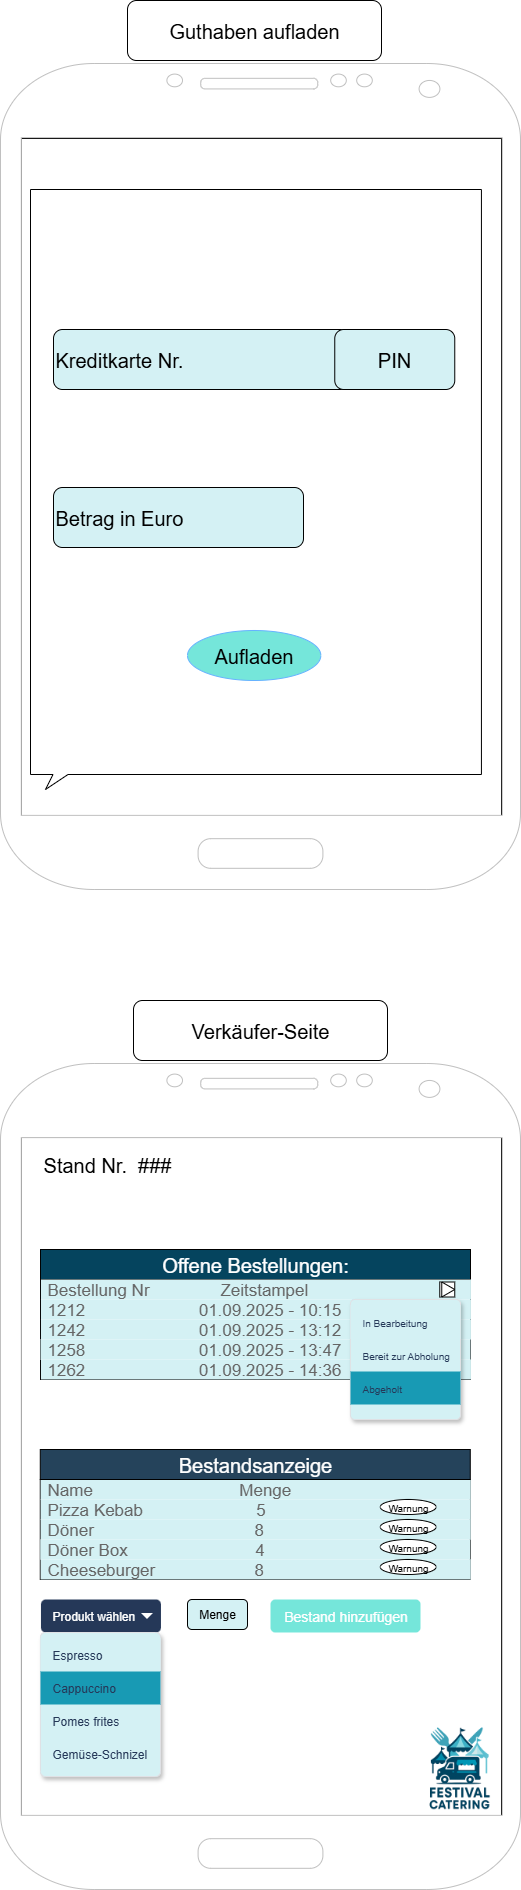 Guthaben aufladen
Kreditkarte Nr.
PIN
Betrag in Euro
Aufladen
Verkäufer-Seite
Stand Nr. ###
Offene Bestellungen:
Bestellung Nr Zeitstampel
1212 01.09.2025 - 10:15
1242 01.09.2025 - 13:12
1258 01.09.2025 - 13:47
1262 01.09.2025 - 14:36
In Bearbeitung
Bereit zur Abholung
Abgeholt
Bestandsanzeige
Name Menge
Pizza Kebab 5 Warnung
Döner 8 Warnung
Döner Box 4 Warnung
Cheeseburger 8 Warnung
Produkt wählen Menge Bestand hinzufügen
Espresso
Cappuccino
Pomes frites
Gemüse-Schnizel
FESTIVAL
CATERING